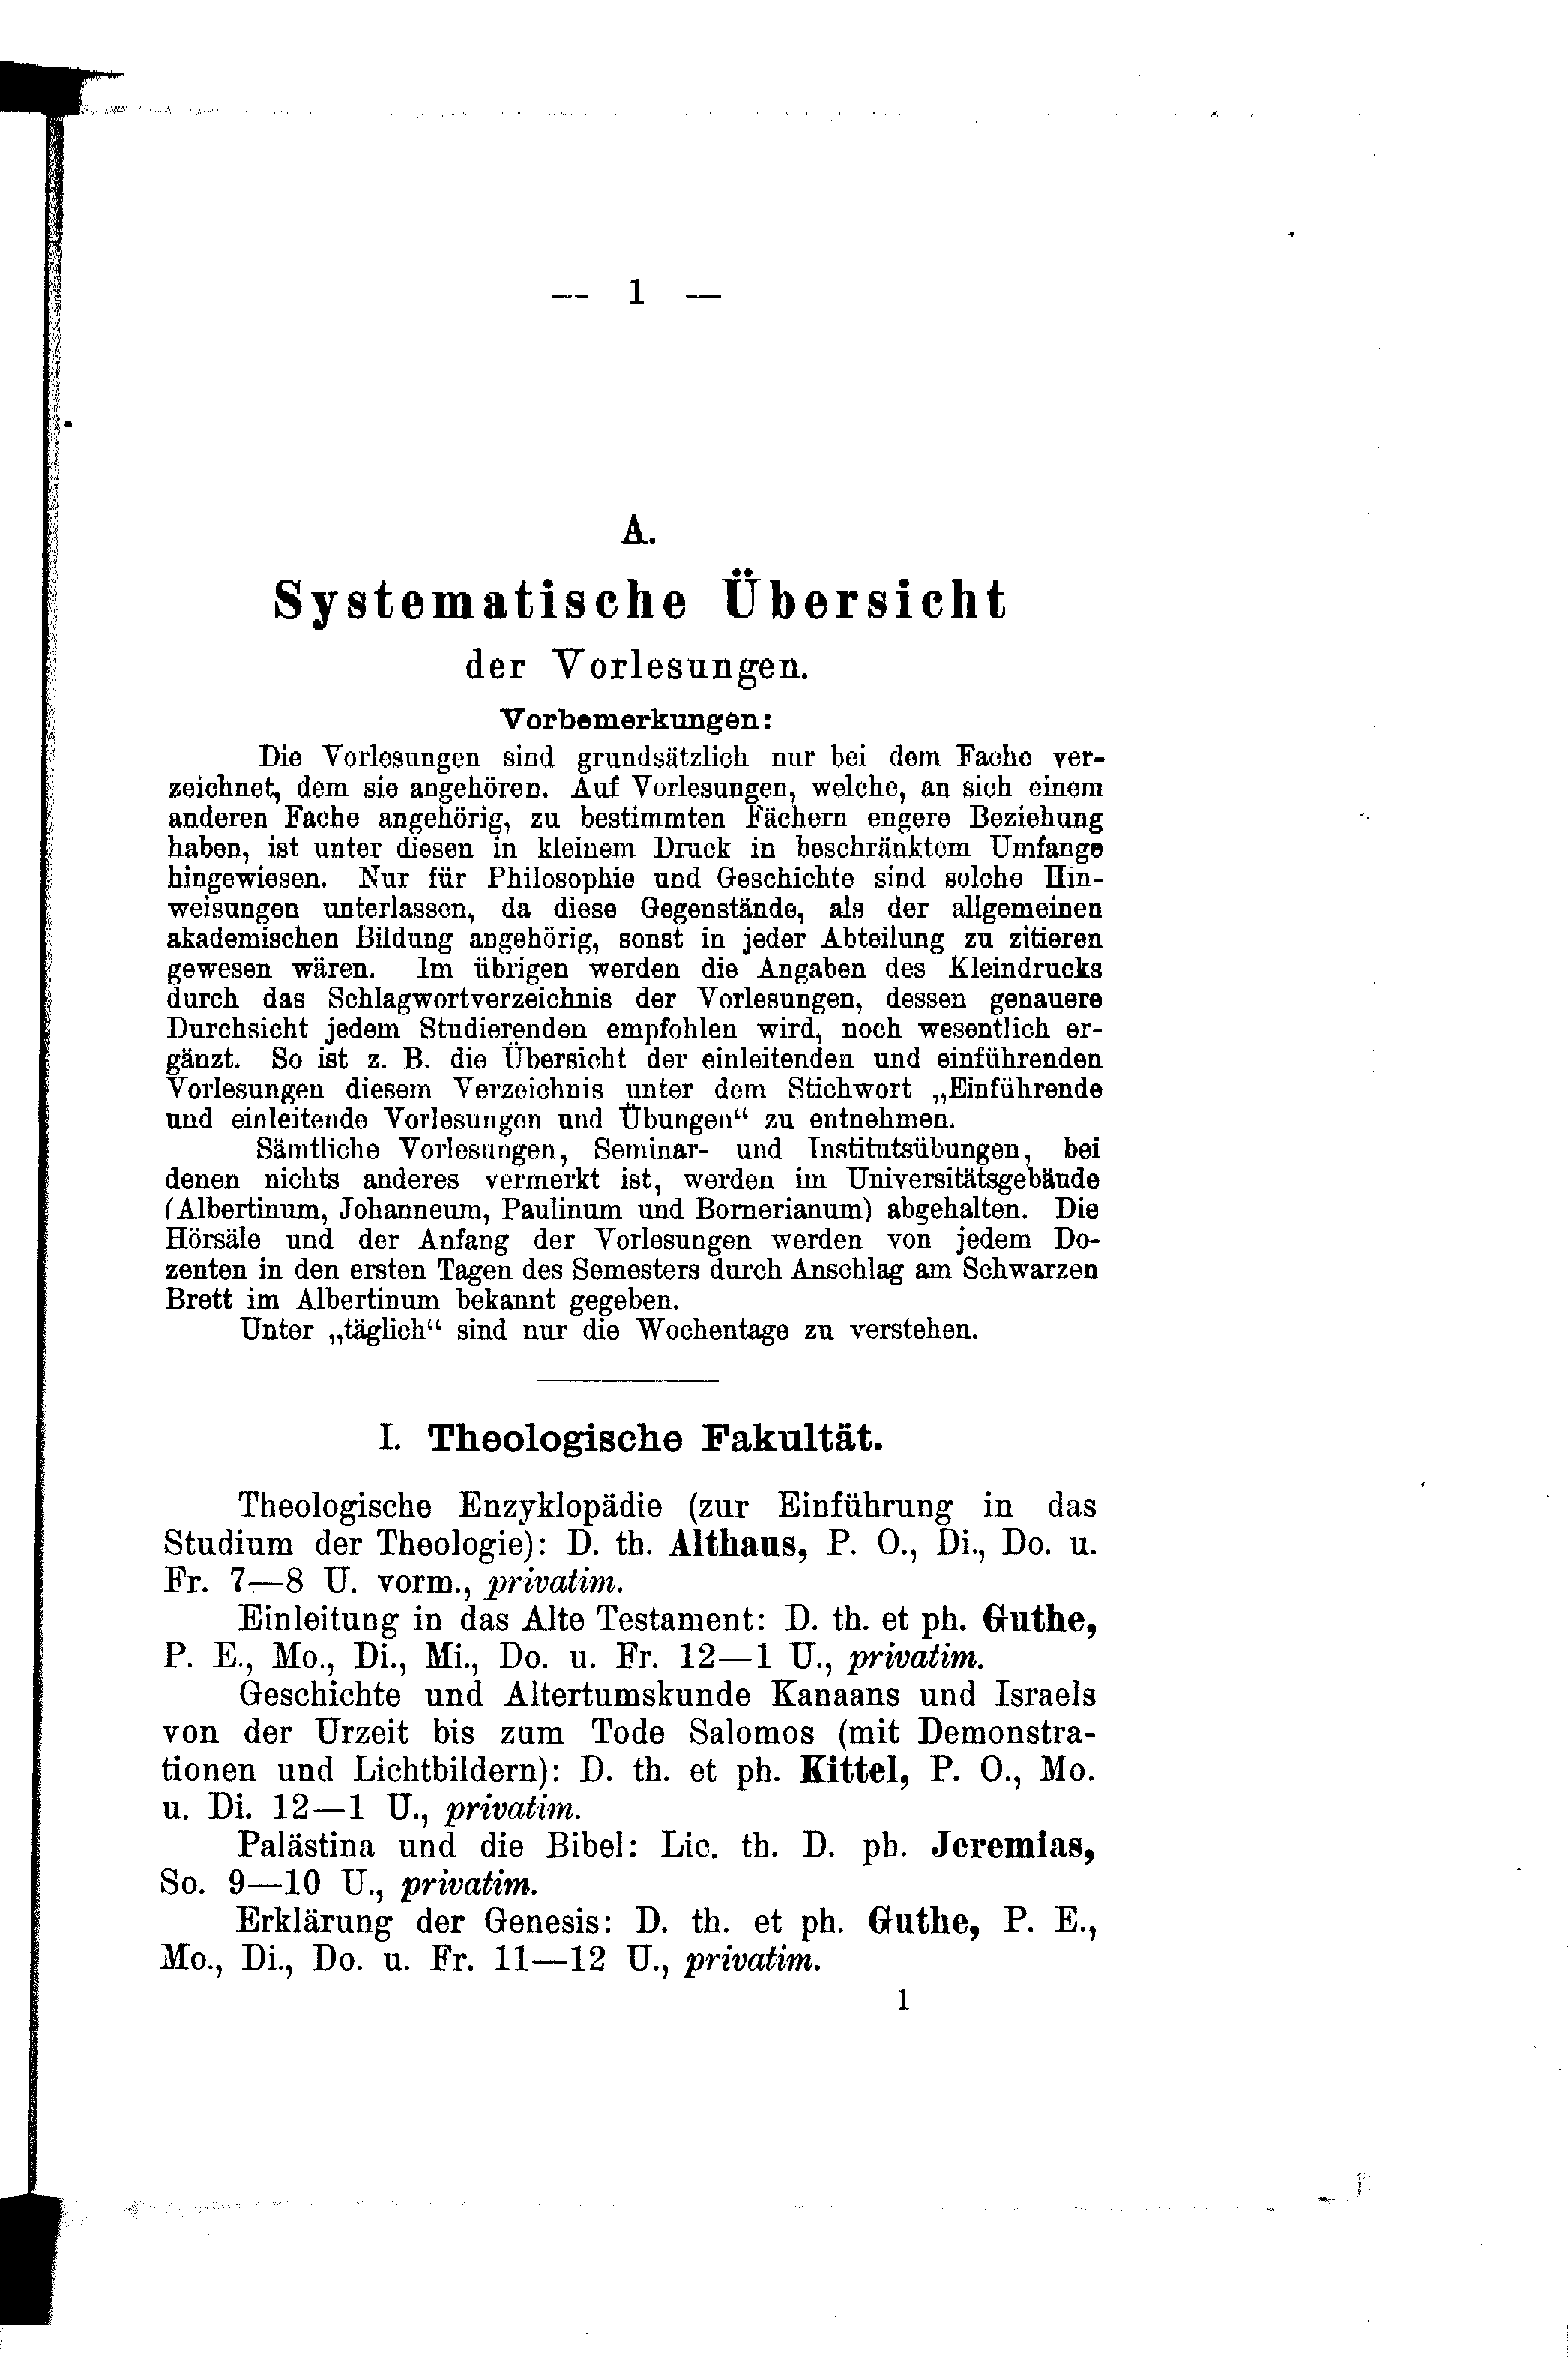 — 1 —
A.
Systematische Übersicht
der Vorlesungen.
Vorbemerkungen:
Die Vorlesungen sind grundsätzlich nur bei dem Fache ver-
zeichnet, dem sie angehören. Auf Vorlesungen, welche, an sich einem
anderen Fache angehörig, zu bestimmten Fächern engere Beziehung
haben, ist unter diesen in kleinem Druck in beschränktem Umfange
hingewiesen. Nur für Philosophie und Geschichte sind solche Hin-
weisungen unterlassen, da diese Gegenstände, als der allgemeinen
akademischen Bildung angehörig, sonst in jeder Abteilung zu zitieren
gewesen wären. Im übrigen werden die Angaben des Kleindrucks
durch das Schlagwortverzeichnis der Vorlesungen, dessen genauere
Durchsicht jedem Studierenden empfohlen wird, noch wesentlich er-
gänzt. So ist z. B. die Übersicht der einleitenden und einführenden
Vorlesungen diesem Verzeichnis unter dem Stichwort „Einführende
und einleitende Vorlesungen und Übungen“ zu entnehmen.
Sämtliche Vorlesungen, Seminar- und Institutsübungen, bei
denen nichts anderes vermerkt ist, werden im Universitätsgebäude
(Albertinum, Johanneum, Paulinum und Bornerianum) abgehalten. Die
Hörsäle und der Anfang der Vorlesungen werden von jedem Do-
zenten in den ersten Tagen des Semesters durch Anschlag am Schwarzen
Brett im Albertinum bekannt gegeben.
Unter „täglich“ sind nur die Wochentage zu verstehen.
I. Theologische Fakultät.
Theologische Enzyklopädie (zur Einführung in das
Studium der Theologie): D. th. Althaus, P. O., Di., Do. u.
Fr. 7—8 U. vorm., privatim.
Einleitung in das Alte Testament: D. th. et ph. Guthe,
P. E., Mo., Di., Mi., Do. u. Fr. 12—1 U., privatim.
Geschichte und Altertumskunde Kanaans und Israels
von der Urzeit bis zum Tode Salomos (mit Demonstra-
tionen und Lichtbildern): D. th. et ph. Kittel, P. O., Mo.
u. Di. 12—1 U., privatim.
Palästina und die Bibel: Lic. th. D. ph. Jeremias,
So. 9—10 U., privatim.
Erklärung der Genesis: D. th. et ph. Guthe, P. E.,
Mo., Di., Do. u. Fr. 11—12 U., privatim.
1